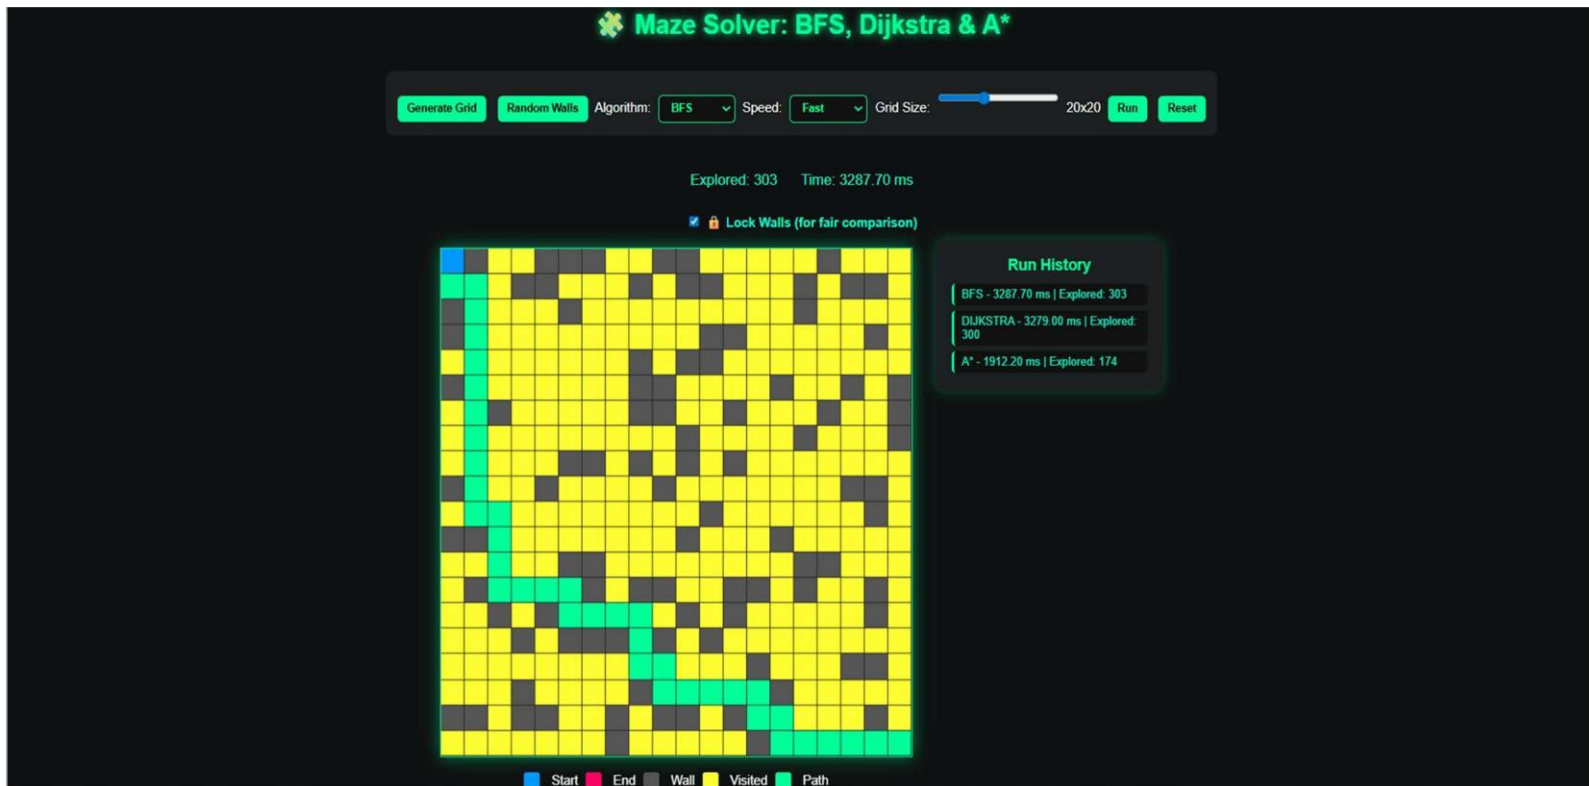 🧩 Maze Solver: BFS, Dijkstra & A*
Generate Grid Random Walls Algorithm: BFS Speed: Fast Grid Size: 20x20 Run Reset
Explored: 303 Time: 3287.70 ms
🔒 Lock Walls (for fair comparison)
Run History
BFS - 3287.70 ms | Explored: 303
DIJKSTRA - 3279.00 ms | Explored:
300
A* - 1912.20 ms | Explored: 174
Start End Wall Visited Path